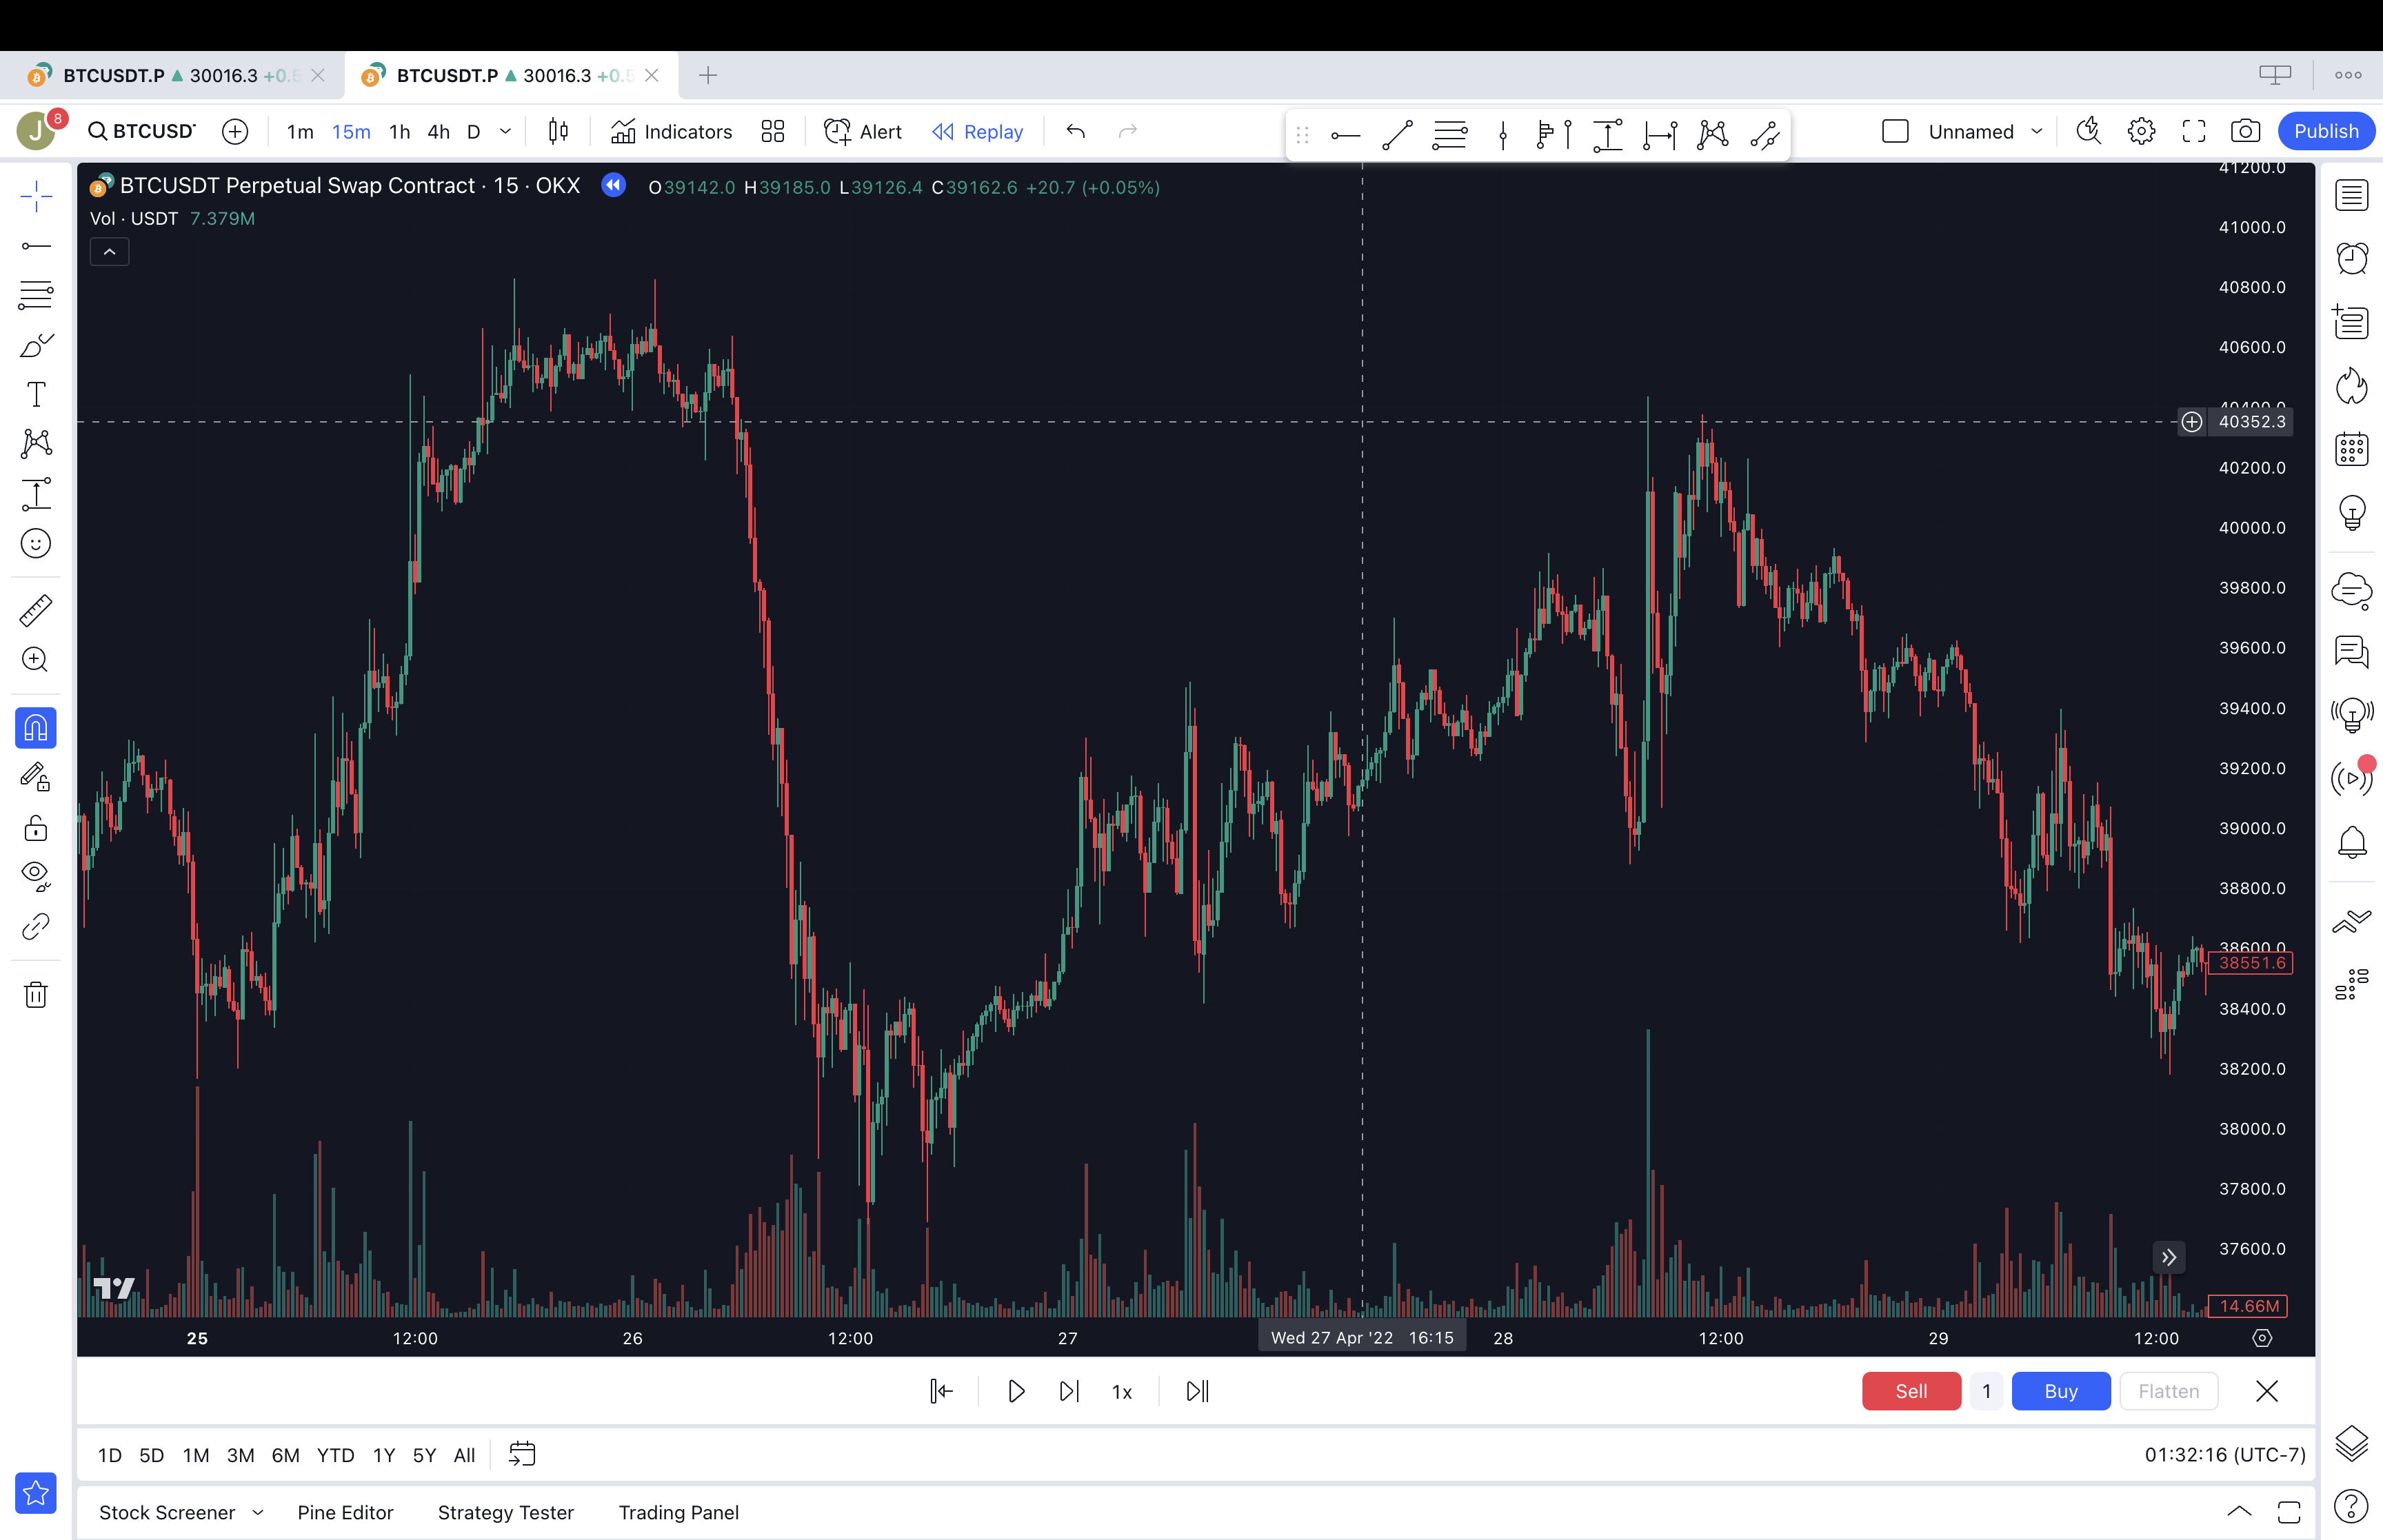 BTCUSDT.P 30016.3 +0.5
BTCUSDT.P 30016.3 +0.5
J 8 BTCUSDT 1m 15m 1h 4h D Indicators Alert Replay Unnamed Publish
BTCUSDT Perpetual Swap Contract · 15 · OKX O39142.0 H39185.0 L39126.4 C39162.6 +20.7 (+0.05%)
Vol · USDT 7.379M
41200.0
41000.0
40800.0
40600.0
40400.0
40352.3
40200.0
40000.0
39800.0
39600.0
39400.0
39200.0
39000.0
38800.0
38600.0
38551.6
38400.0
38200.0
38000.0
37800.0
37600.0
14.66M
25 12:00 26 12:00 27 Wed 27 Apr '22 16:15 28 12:00 29 12:00
1x Sell 1 Buy Flatten
1D 5D 1M 3M 6M YTD 1Y 5Y All 01:32:16 (UTC-7)
Stock Screener Pine Editor Strategy Tester Trading Panel